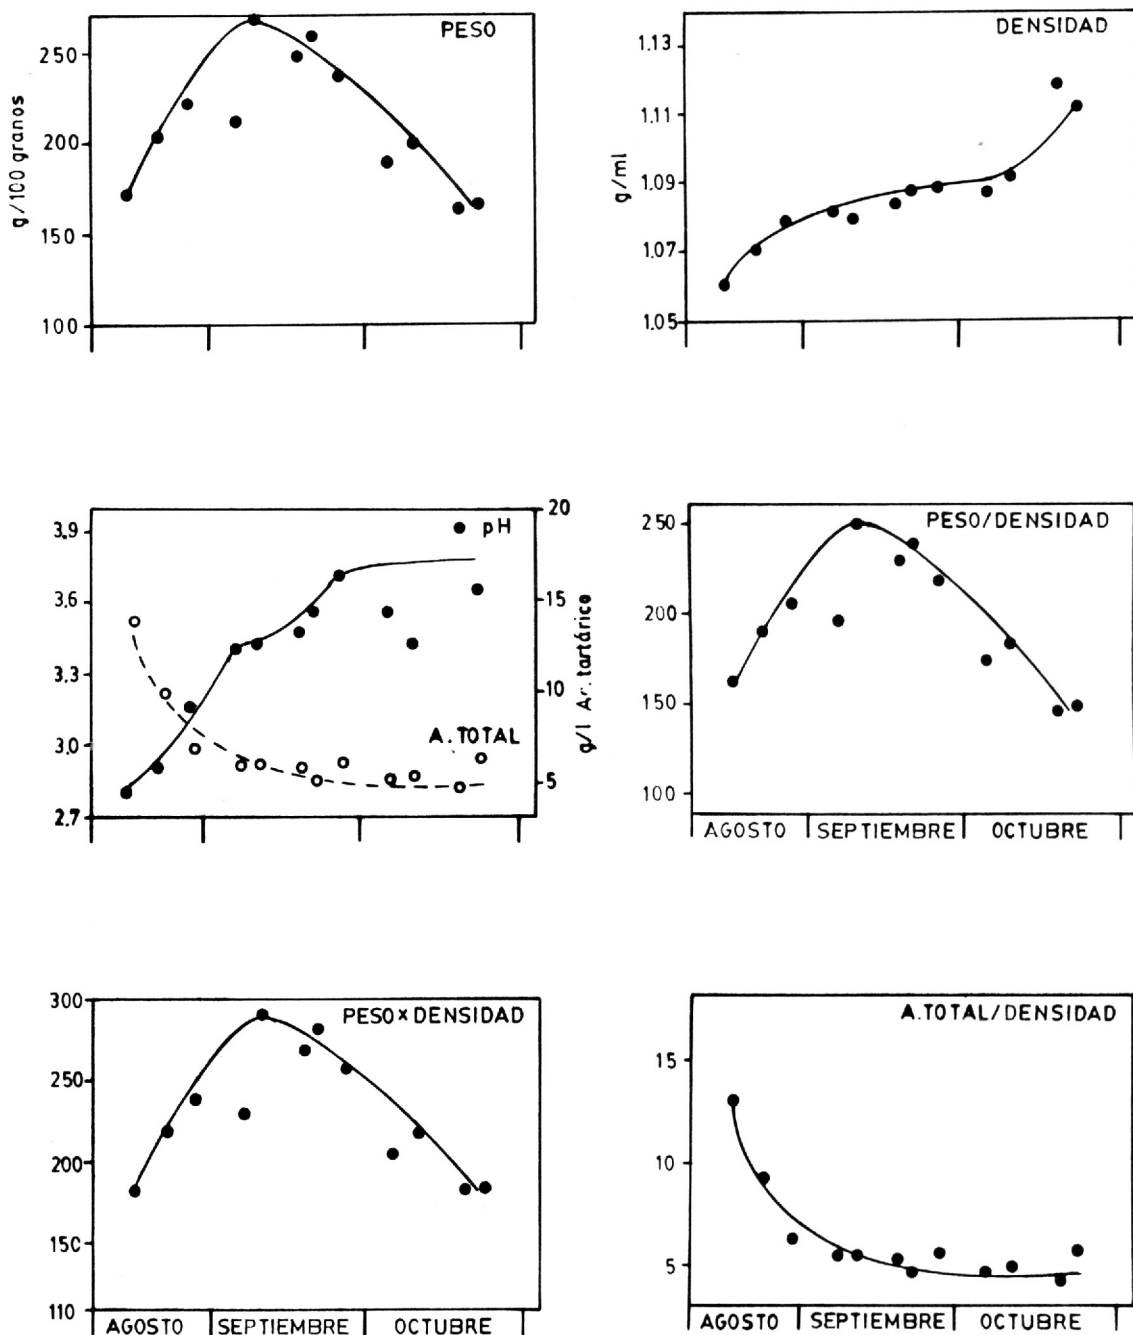 PESO
250
200
150
100
g/100 granos
DENSIDAD
1.13
1.11
1.09
1.07
1.05
g/ml
pH
3,9
3.6
3.3
3.0
2.7
20
15
10
5
A.TOTAL
g/l Ac.tartárico
PESO/DENSIDAD
250
200
150
100
AGOSTO SEPTIEMBRE OCTUBRE
PESO x DENSIDAD
300
250
200
150
110
AGOSTO SEPTIEMBRE OCTUBRE
A.TOTAL/DENSIDAD
15
10
5
AGOSTO SEPTIEMBRE OCTUBRE